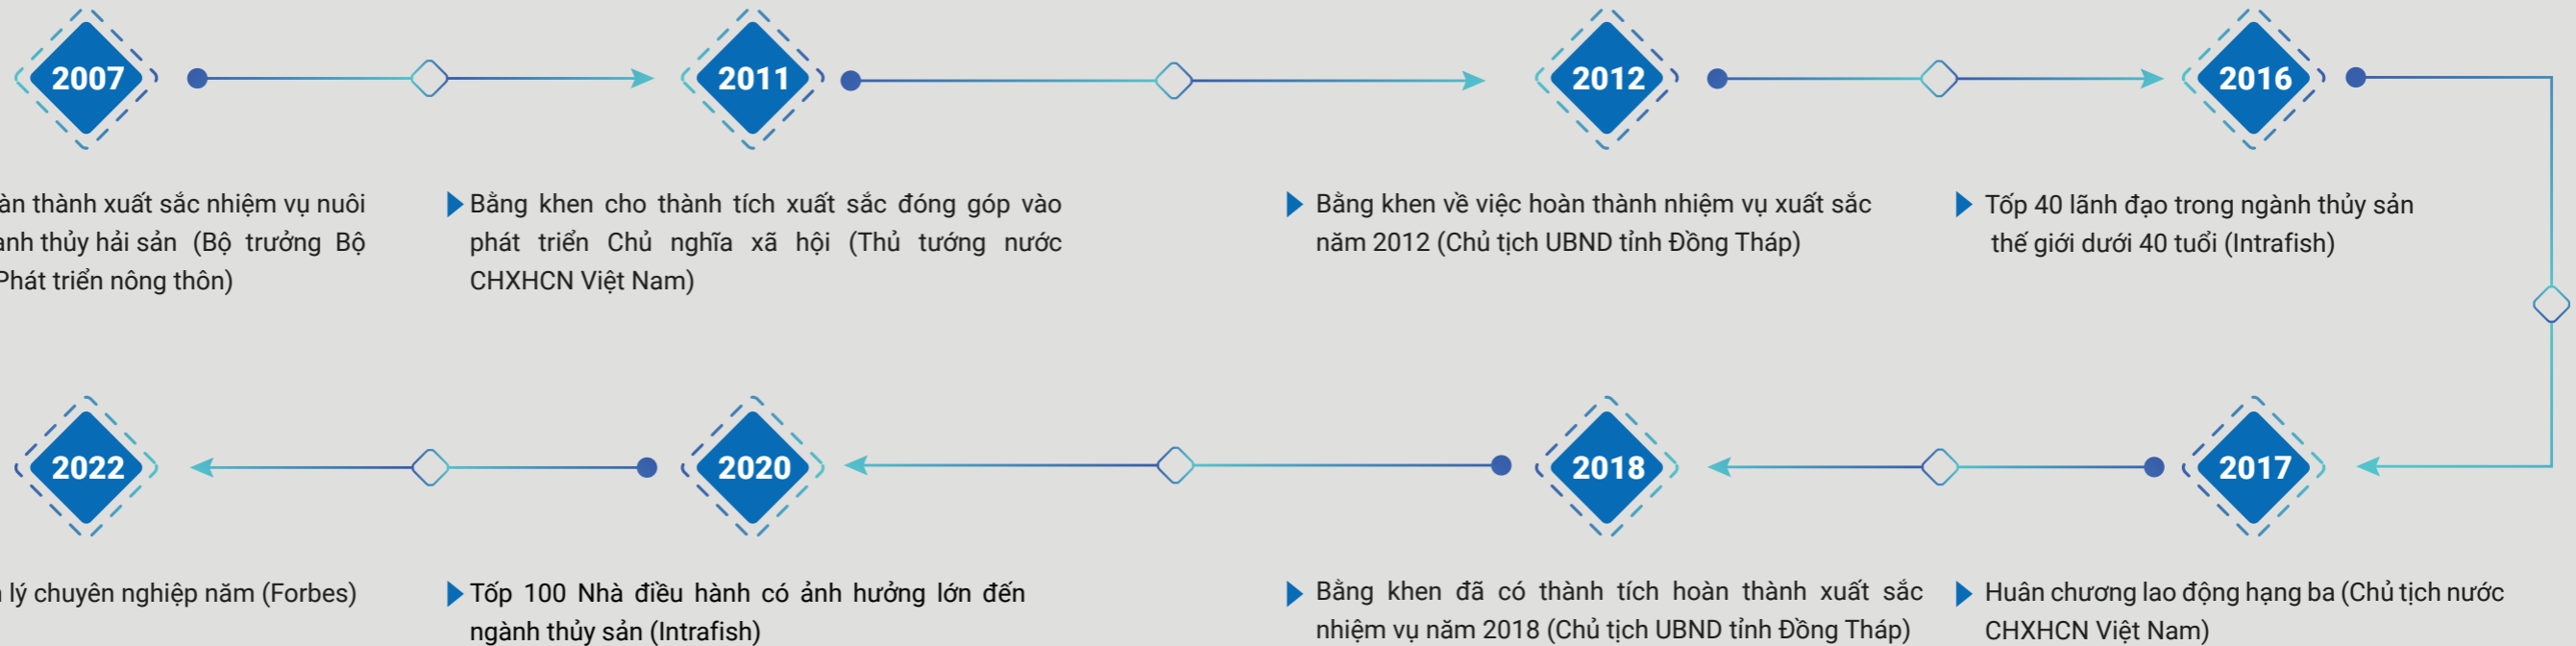 2007
2011
2012
2016
thành xuất sắc nhiệm vụ nuôi
thủy hải sản (Bộ trưởng Bộ
Phát triển nông thôn)
Bằng khen cho thành tích xuất sắc đóng góp vào
phát triển Chủ nghĩa xã hội (Thủ tướng nước
CHXHCN Việt Nam)
Bằng khen về việc hoàn thành nhiệm vụ xuất sắc
năm 2012 (Chủ tịch UBND tỉnh Đồng Tháp)
Tốp 40 lãnh đạo trong ngành thủy sản
thế giới dưới 40 tuổi (Intrafish)
2022
2020
2018
2017
lý chuyên nghiệp năm (Forbes)
Tốp 100 Nhà điều hành có ảnh hưởng lớn đến
ngành thủy sản (Intrafish)
Bằng khen đã có thành tích hoàn thành xuất sắc
nhiệm vụ năm 2018 (Chủ tịch UBND tỉnh Đồng Tháp)
Huân chương lao động hạng ba (Chủ tịch nước
CHXHCN Việt Nam)